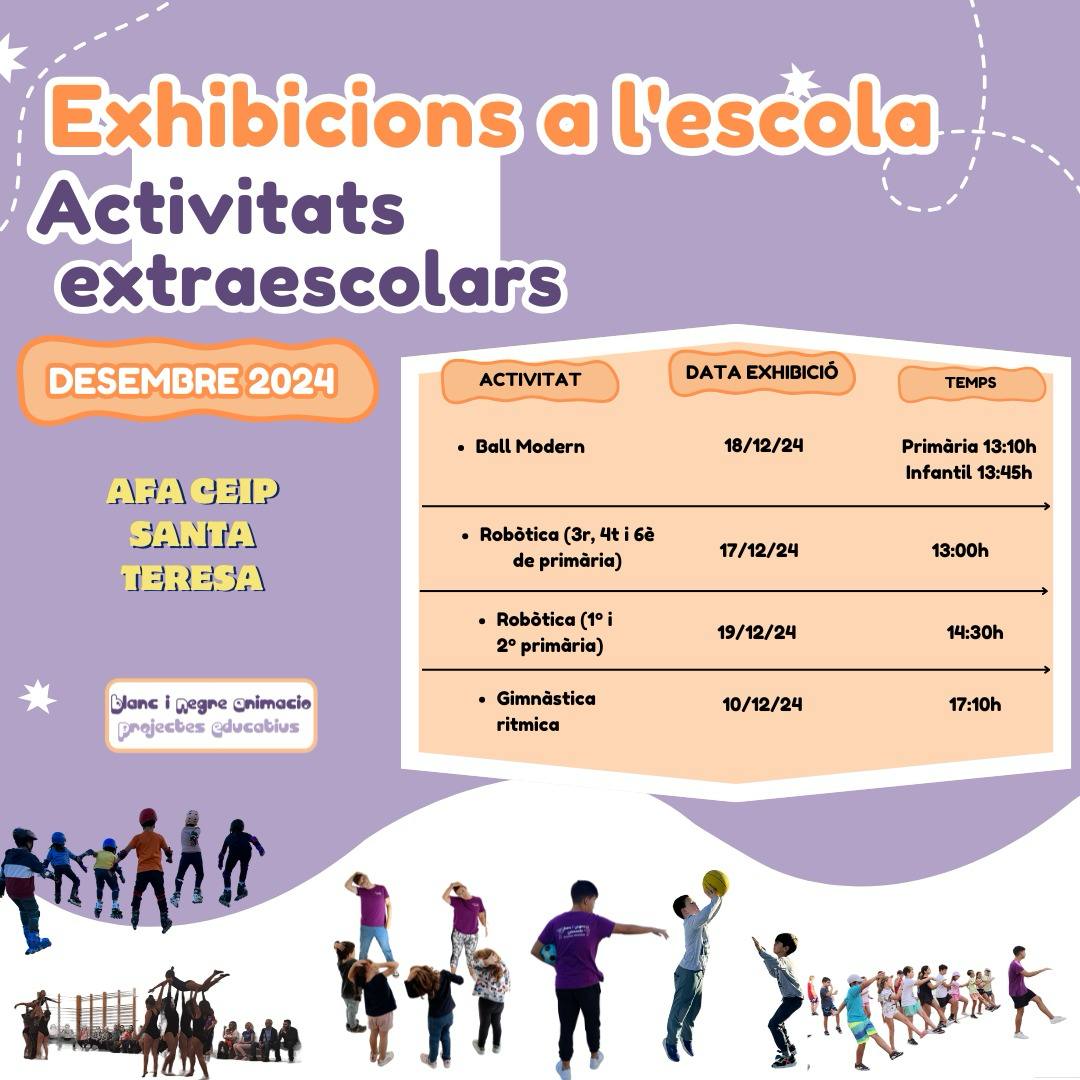 Exhibicions a l'escola
Activitats
extraescolars
DESEMBRE 2024
AFA CEIP
SANTA
TERESA
blanc i negre animacio
projectes educatius
ACTIVITAT DATA EXHIBICIÓ TEMPS
• Ball Modern 18/12/24 Primària 13:10h
Infantil 13:45h
• Robòtica (3r, 4t i 6è
de primària) 17/12/24 13:00h
• Robòtica (1º i
2º primària) 19/12/24 14:30h
• Gimnàstica
ritmica 10/12/24 17:10h